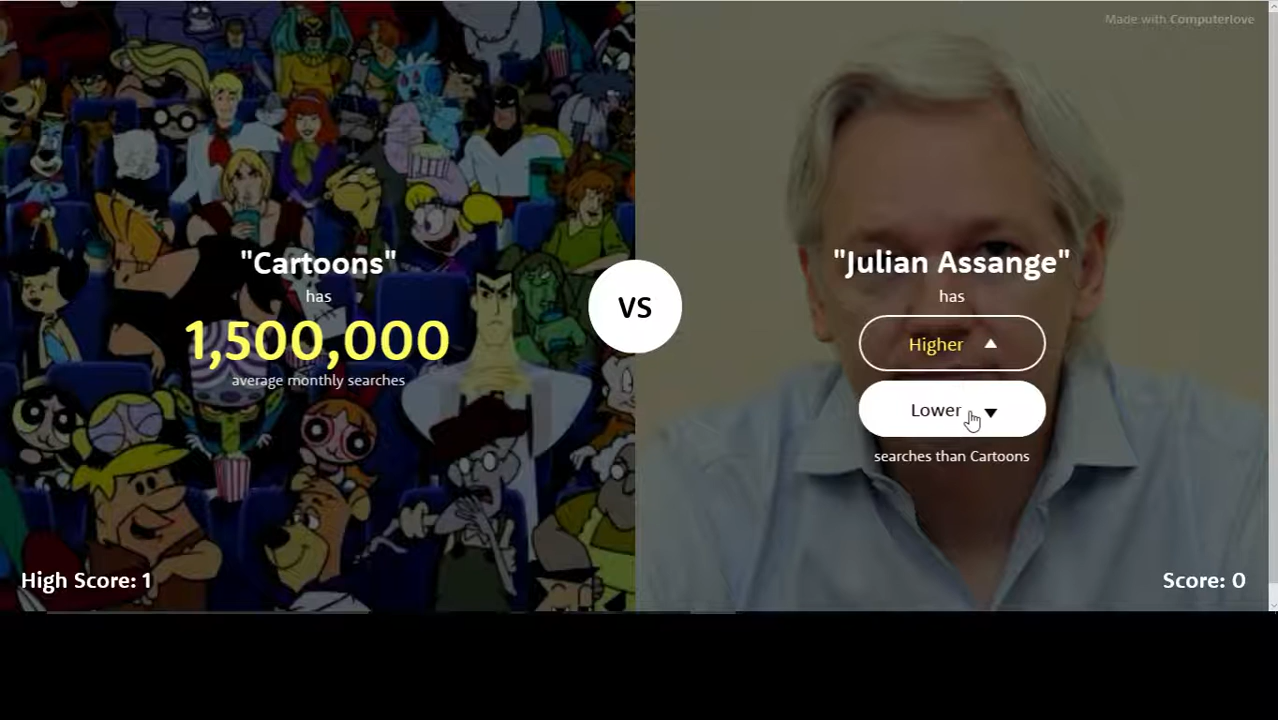 Made with Computerlove
"Cartoons"
has
1,500,000
average monthly searches
VS
"Julian Assange"
has
Higher
Lower
searches than Cartoons
High Score: 1
Score: 0